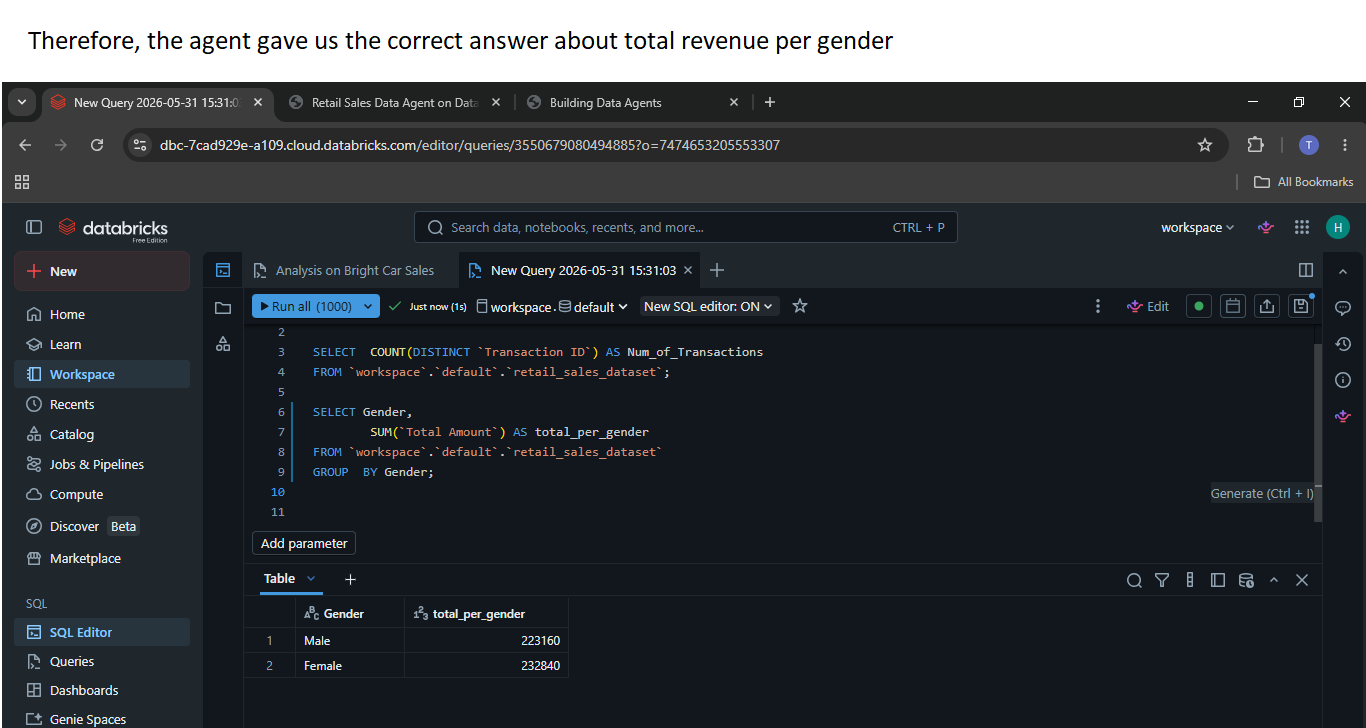 Therefore, the agent gave us the correct answer about total revenue per gender
New Query 2026-05-31 15:31:0
Retail Sales Data Agent on Data
Building Data Agents
dbc-7cad929e-a109.cloud.databricks.com/editor/queries/3550679080494885?o=7474653205553307
T
All Bookmarks
databricks
Free Edition
Search data, notebooks, recents, and more...
CTRL + P
workspace
H
New
Analysis on Bright Car Sales
New Query 2026-05-31 15:31:03
Run all (1000)
Just now (1s)
workspace.
default
New SQL editor: ON
Edit
Home
Learn
Workspace
Recents
Catalog
Jobs & Pipelines
Compute
Discover Beta
Marketplace
SQL
SQL Editor
Queries
Dashboards
Genie Spaces
2
3 SELECT COUNT(DISTINCT `Transaction ID`) AS Num_of_Transactions
4 FROM `workspace`.`default`.`retail_sales_dataset`;
5
6 SELECT Gender,
7 SUM(`Total Amount`) AS total_per_gender
8 FROM `workspace`.`default`.`retail_sales_dataset`
9 GROUP BY Gender;
10
Generate (Ctrl + I)
11
Add parameter
Table
Gender total_per_gender
1 Male 223160
2 Female 232840